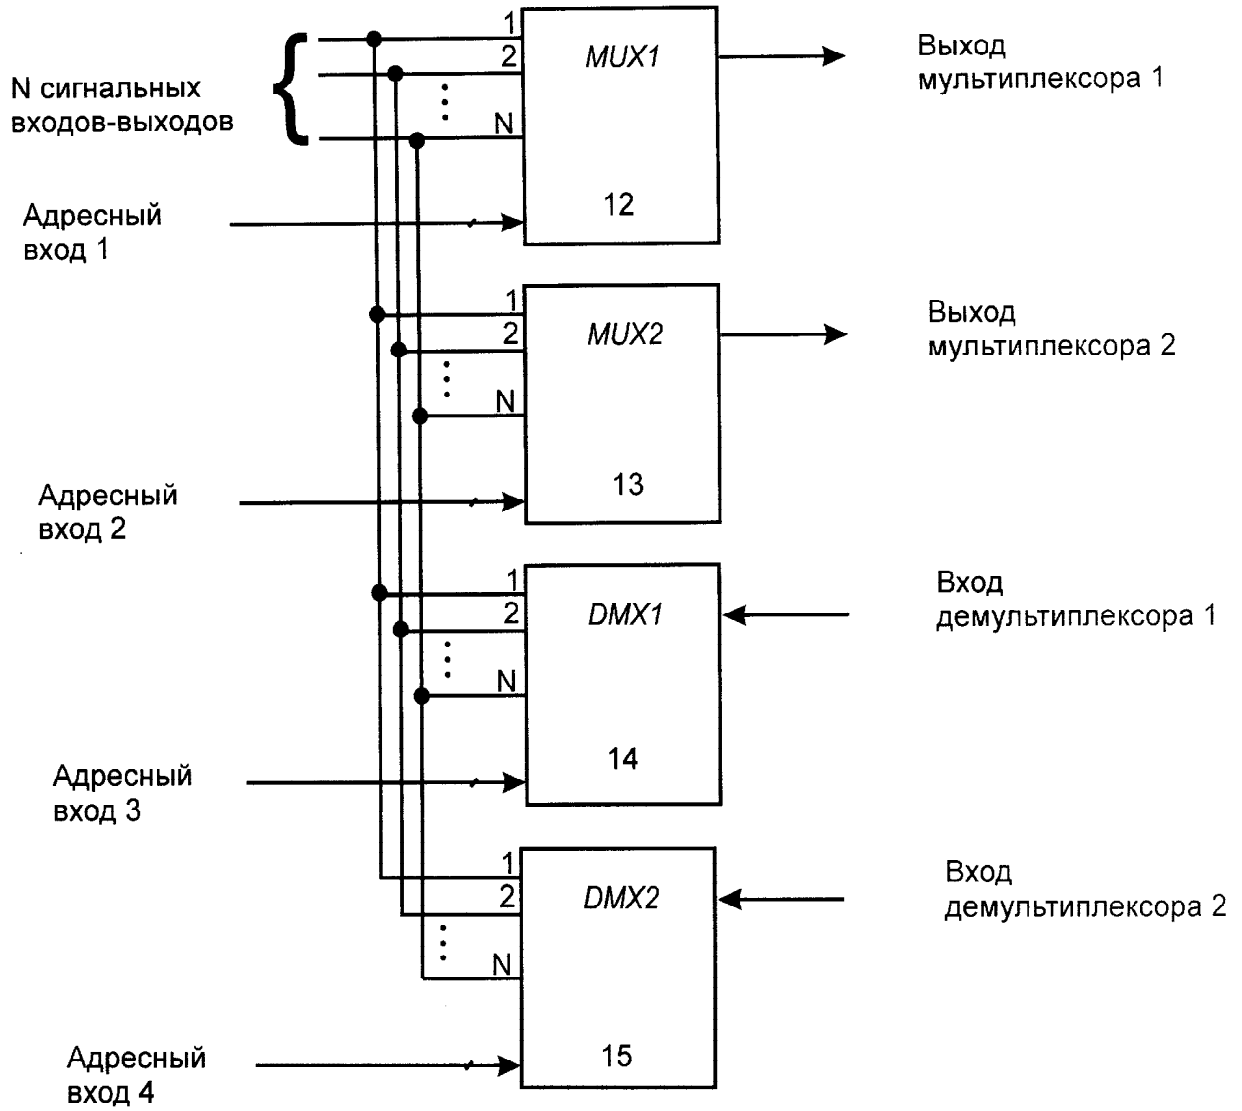 N сигнальных
входов-выходов
1
2
N
MUX1
12
Выход
мультиплексора 1
Адресный
вход 1
1
2
N
MUX2
13
Выход
мультиплексора 2
Адресный
вход 2
1
2
N
DMX1
14
Вход
демультиплексора 1
Адресный
вход 3
1
2
N
DMX2
15
Вход
демультиплексора 2
Адресный
вход 4